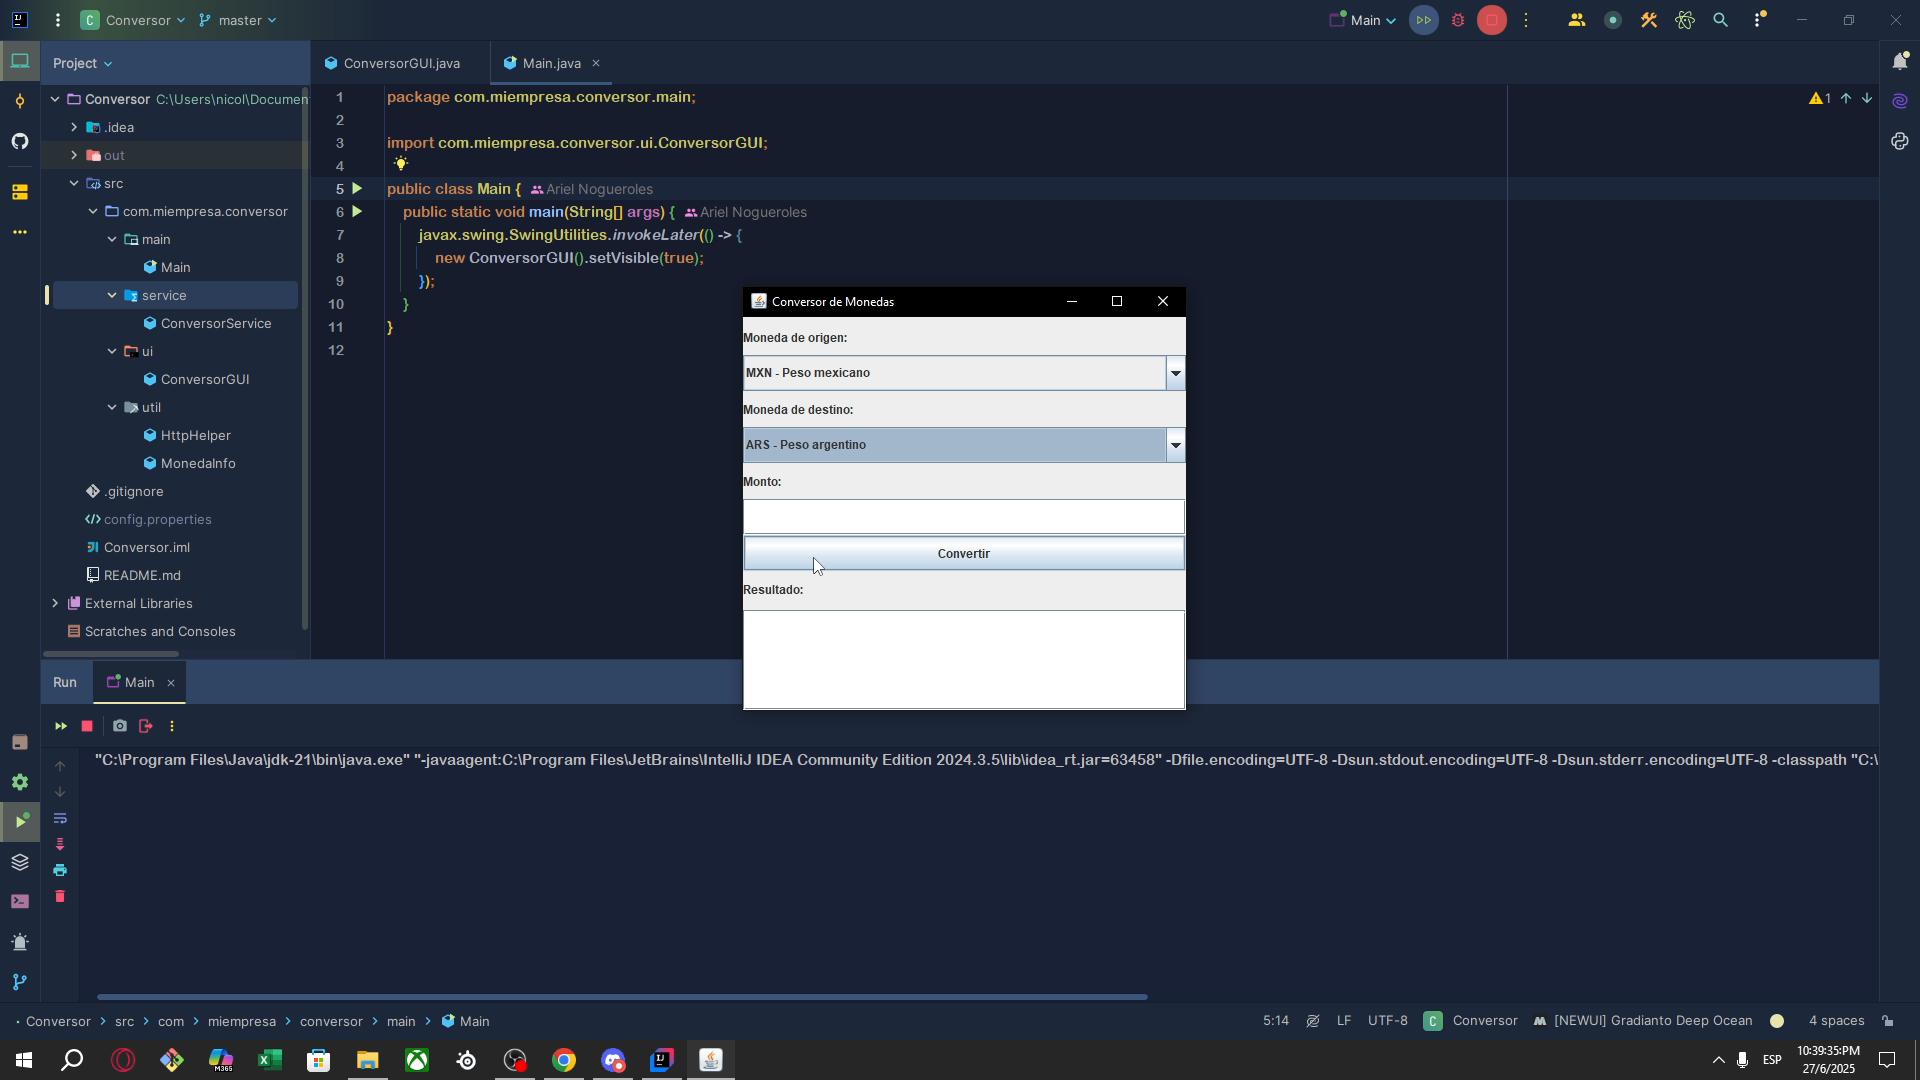 Conversor
master
Main
Project
ConversorGUI.java
Main.java
Conversor C:\Users\nicol\Documen
.idea
out
src
com.miempresa.conversor
main
Main
service
ConversorService
ui
ConversorGUI
util
HttpHelper
MonedaInfo
.gitignore
config.properties
Conversor.iml
README.md
External Libraries
Scratches and Consoles
1 package com.miempresa.conversor.main;
2
3 import com.miempresa.conversor.ui.ConversorGUI;
4
5 public class Main { Ariel Nogueroles
6 public static void main(String[] args) { Ariel Nogueroles
7 javax.swing.SwingUtilities.invokeLater(() -> {
8 new ConversorGUI().setVisible(true);
9 });
10 }
11 }
12
1
Conversor de Monedas
Moneda de origen:
MXN - Peso mexicano
Moneda de destino:
ARS - Peso argentino
Monto:
Convertir
Resultado:
Run
Main
"C:\Program Files\Java\jdk-21\bin\java.exe" "-javaagent:C:\Program Files\JetBrains\IntelliJ IDEA Community Edition 2024.3.5\lib\idea_rt.jar=63458" -Dfile.encoding=UTF-8 -Dsun.stdout.encoding=UTF-8 -Dsun.stderr.encoding=UTF-8 -classpath "C:\
Conversor > src > com > miempresa > conversor > main > Main
5:14 LF UTF-8 C Conversor [NEWUI] Gradianto Deep Ocean 4 spaces
M365
ESP
10:39:35:PM
27/6/2025